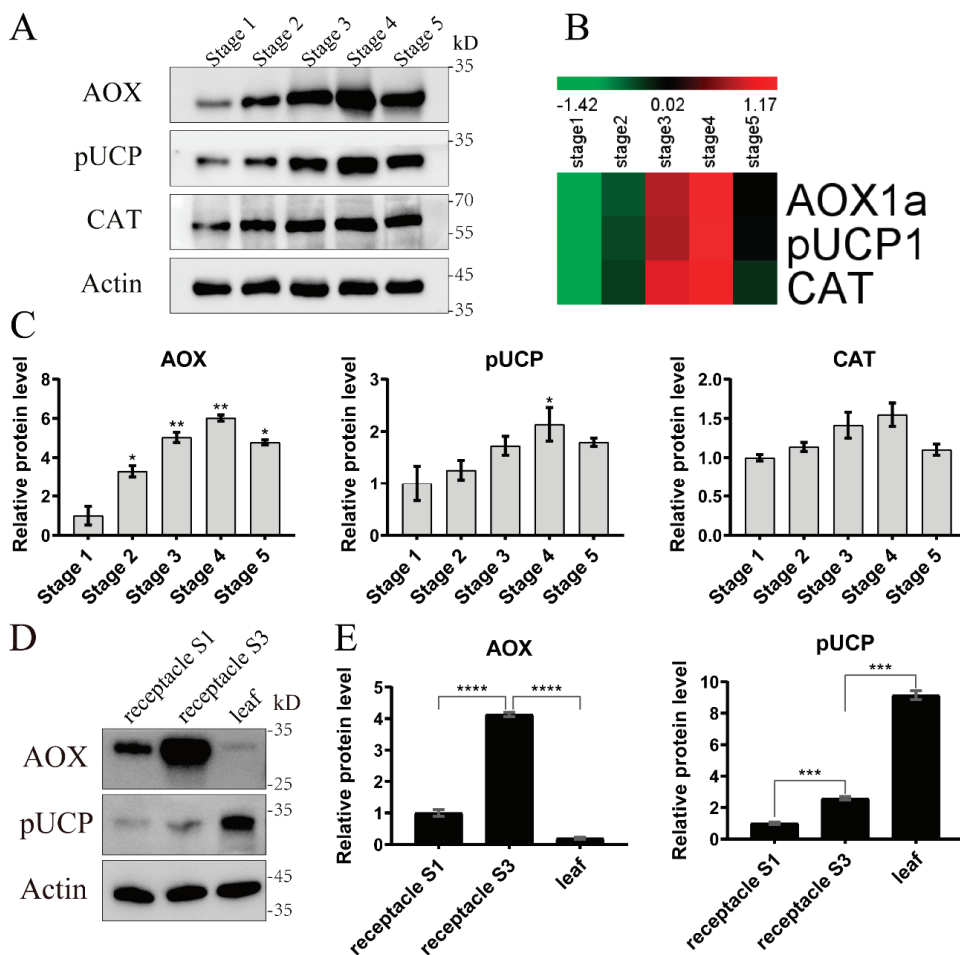 A
Stage 1 Stage 2 Stage 3 Stage 4 Stage 5 kD
AOX
-35
pUCP
-35
CAT
-70
-55
Actin
-45
-35
B
-1.42 0.02 1.17
stage1 stage2 stage3 stage4 stage5
AOX1a
pUCP1
CAT
C
AOX
Relative protein level
8
6
4
2
0
* ** ** *
Stage 1 Stage 2 Stage 3 Stage 4 Stage 5
pUCP
Relative protein level
3
2
1
0
*
Stage 1 Stage 2 Stage 3 Stage 4 Stage 5
CAT
Relative protein level
2.0
1.5
1.0
0.5
0.0
Stage 1 Stage 2 Stage 3 Stage 4 Stage 5
D
receptacle S1 receptacle S3 leaf kD
AOX
-35
-25
pUCP
-35
Actin
-45
-35
E
AOX
Relative protein level
5
4
3
2
1
0
**** ****
receptacle S1 receptacle S3 leaf
pUCP
Relative protein level
10
8
6
4
2
0
*** ***
receptacle S1 receptacle S3 leaf